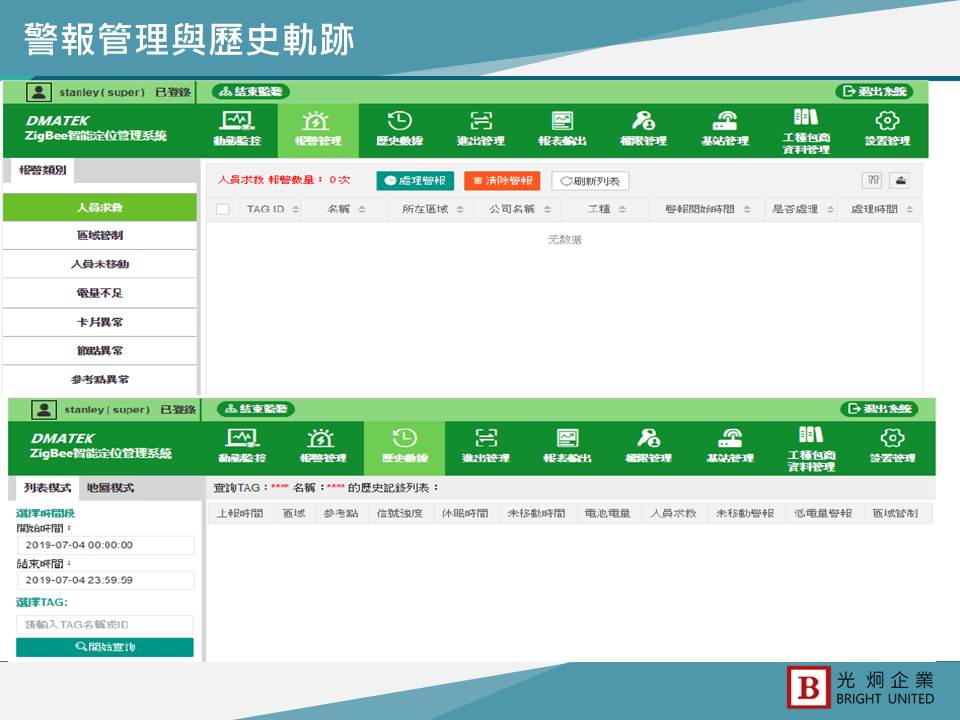 警報管理與歷史軌跡
stanley ( super ) 已登錄
結束監聽
退出系統
DMATEK
ZigBee智能定位管理系統
動態監控
報警管理
歷史數據
進出管理
報表輸出
權限管理
基站管理
工種包商
資料管理
設置管理
報警類別
人員求救 報警數量： 0 次
處理警報
清除警報
刷新列表
人員求救
區域管制
人員未移動
電量不足
卡片異常
節點異常
參考點異常
TAG ID
名稱
所在區域
公司名稱
工種
警報開始時間
是否處理
處理時間
无数据
stanley ( super ) 已登錄
結束監聽
退出系統
DMATEK
ZigBee智能定位管理系統
動態監控
報警管理
歷史數據
進出管理
報表輸出
權限管理
基站管理
工種包商
資料管理
設置管理
列表模式
地圖模式
查詢TAG：**** 名稱：**** 的歷史記錄列表：
選擇時間段
開始時間：
2019-07-04 00:00:00
結束時間：
2019-07-04 23:59:59
選擇TAG:
請輸入TAG名稱或ID
開始查詢
上報時間
區域
參考點
信號強度
休眠時間
未移動時間
電池電量
人員求救
未移動警報
低電量警報
區域管制
B
光炯企業
BRIGHT UNITED